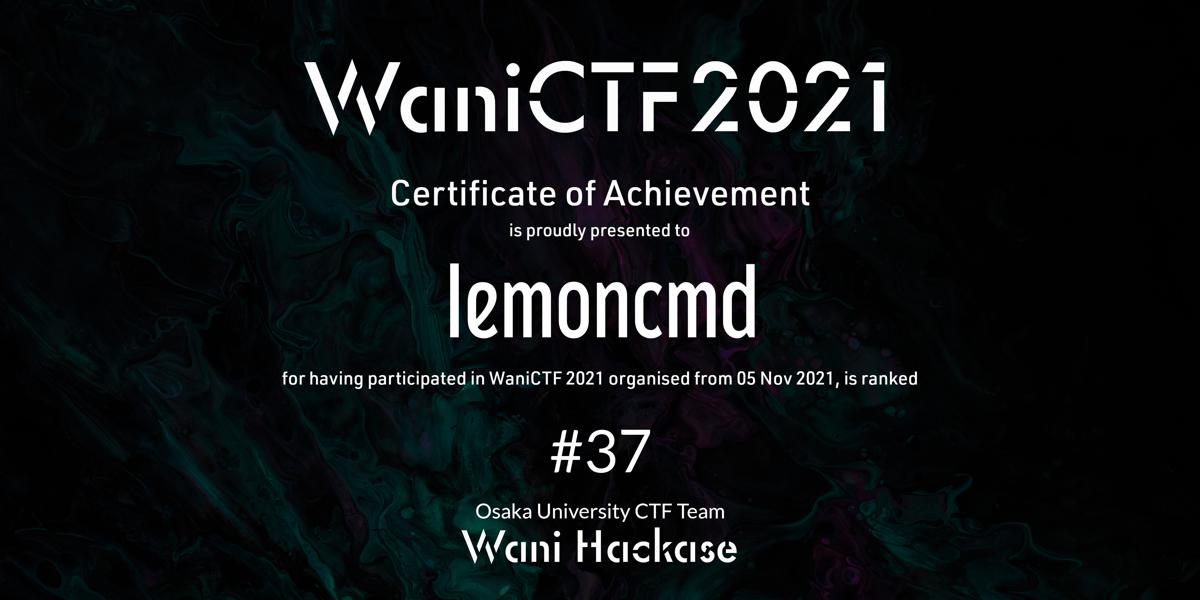 WaniCTF2021
Certificate of Achievement
is proudly presented to
lemoncmd
for having participated in WaniCTF 2021 organised from 05 Nov 2021, is ranked
#37
Osaka University CTF Team
Wani Hackase